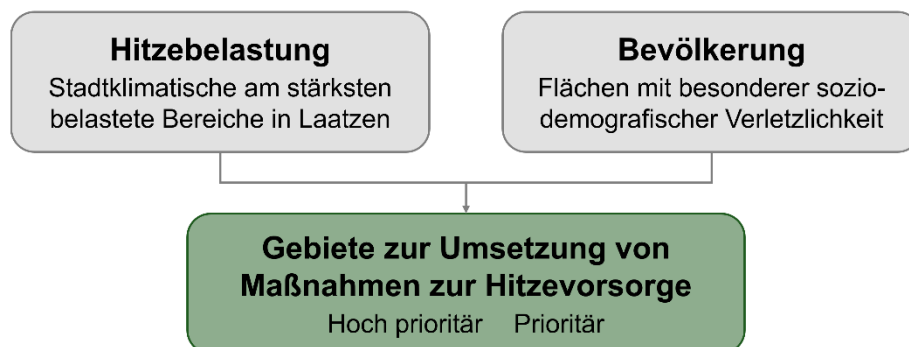 Hitzebelastung
Stadtklimatische am stärksten
belastete Bereiche in Laatzen
Bevölkerung
Flächen mit besonderer sozio-
demografischer Verletzlichkeit
Gebiete zur Umsetzung von
Maßnahmen zur Hitzevorsorge
Hoch prioritär Prioritär